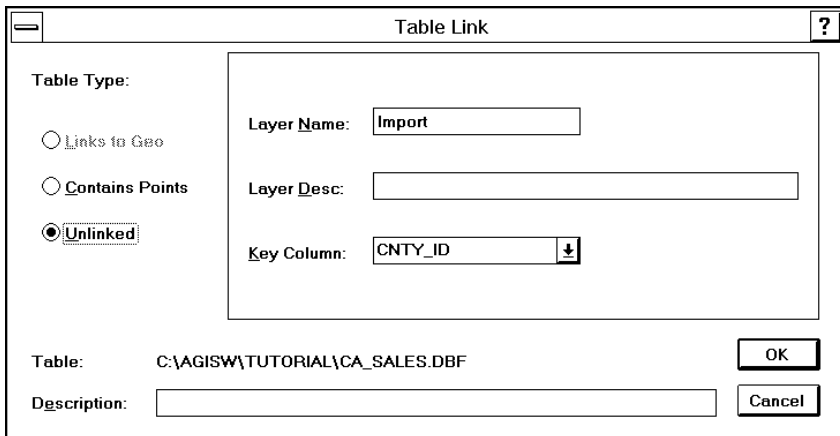 Table Link
?
Table Type:
Links to Geo
Contains Points
Unlinked
Layer Name: Import
Layer Desc:
Key Column: CNTY_ID
Table: C:\AGISW\TUTORIAL\CA_SALES.DBF
Description:
OK
Cancel